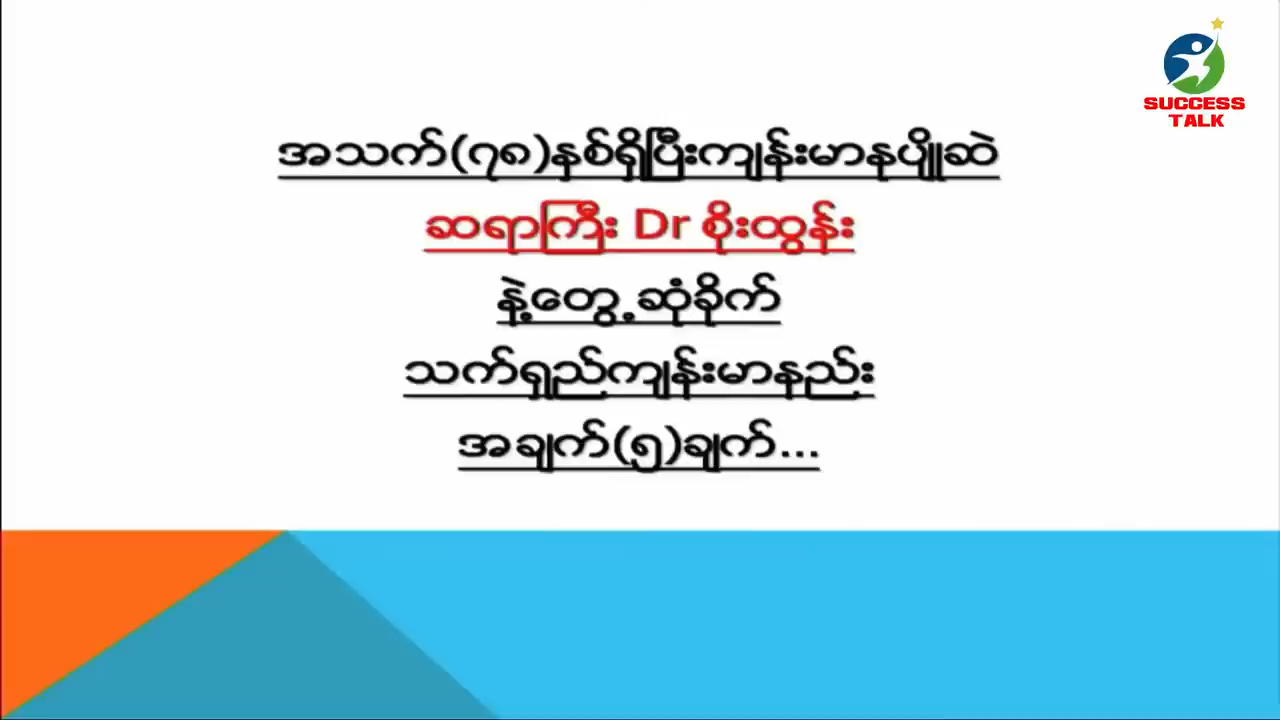 SUCCESS
TALK
အသက်(၇၈)နှစ်ရှိပြီးကျန်းမာနုပျိုဆဲ
ဆရာကြီး Dr စိုးထွန်း
နဲ့တွေ့ဆုံခိုက်
သက်ရှည်ကျန်းမာနည်း
အချက်(၅)ချက်...